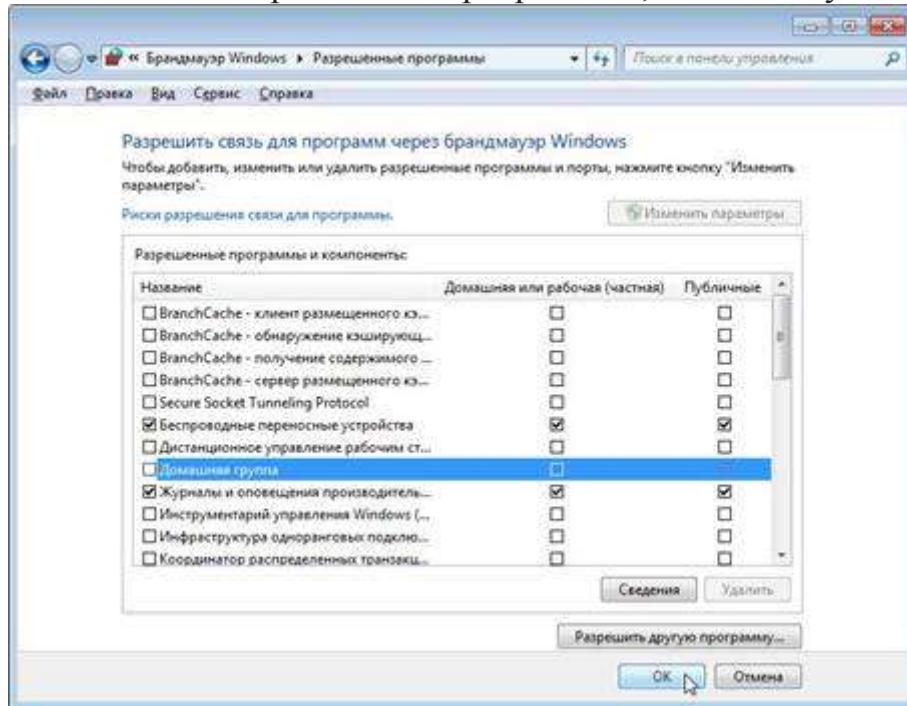 « Брандмауэр Windows ▸ Разрешенные программы
Поиск в панели управления
Файл Правка Вид Сервис Справка
Разрешить связь для программ через брандмауэр Windows
Чтобы добавить, изменить или удалить разрешенные программы и порты, нажмите кнопку "Изменить
параметры".
Риски разрешения связи для программы.
Изменить параметры
Разрешенные программы и компоненты:
Название Домашняя или рабочая (частная) Публичные
BranchCache - клиент размещенного кэ...
BranchCache - обнаружение кэширующ...
BranchCache - получение содержимого ...
BranchCache - сервер размещенного кэ...
Secure Socket Tunneling Protocol
Беспроводные переносные устройства
Дистанционное управление рабочим ст...
Домашняя группа
Журналы и оповещения производитель...
Инструментарий управления Windows (...
Инфраструктура одноранговых подклю...
Координатор распределенных транзакц...
Сведения Удалить
Разрешить другую программу...
ОК Отмена